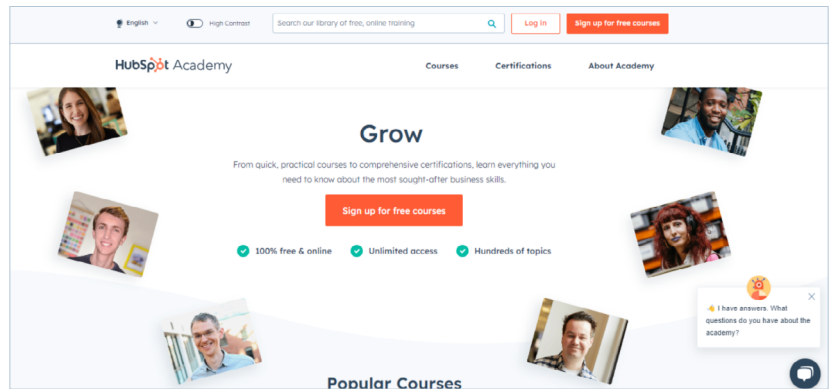 English
High Contrast
Search our library of free, online training
Log In
Sign up for free courses
HubSpot Academy
Courses
Certifications
About Academy
Grow
From quick, practical courses to comprehensive certifications, learn everything you
need to know about the most sought-after business skills.
Sign up for free courses
100% free & online
Unlimited access
Hundreds of topics
I have answers. What
questions do you have about the
academy?
Popular Courses